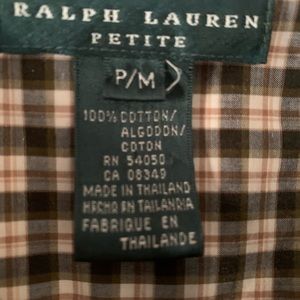 RALPH LAUREN
PETITE
P/M
100% COTTON/
ALGODON/
COTON
RN 54050
CA 08349
MADE IN THAILAND
HECHO EN TAILANDIA
FABRIQUE EN
THAILANDE